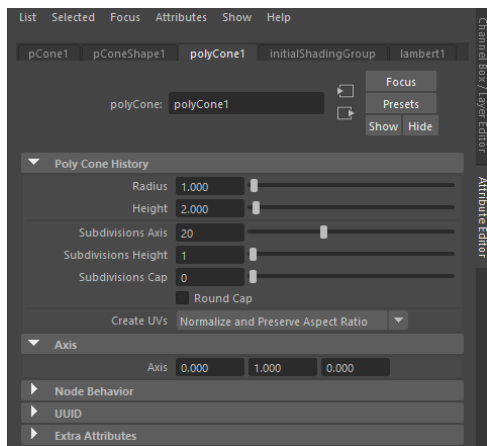 List Selected Focus Attributes Show Help
pCone1 pConeShape1 polyCone1 initialShadingGroup lambert1
Focus
polyCone: polyCone1 Presets
Show Hide
Poly Cone History
Radius 1.000
Height 2.000
Subdivisions Axis 20
Subdivisions Height 1
Subdivisions Cap 0
Round Cap
Create UVs Normalize and Preserve Aspect Ratio
Axis
Axis 0.000 1.000 0.000
Node Behavior
UUID
Extra Attributes
Channel Box / Layer Editor
Attribute Editor